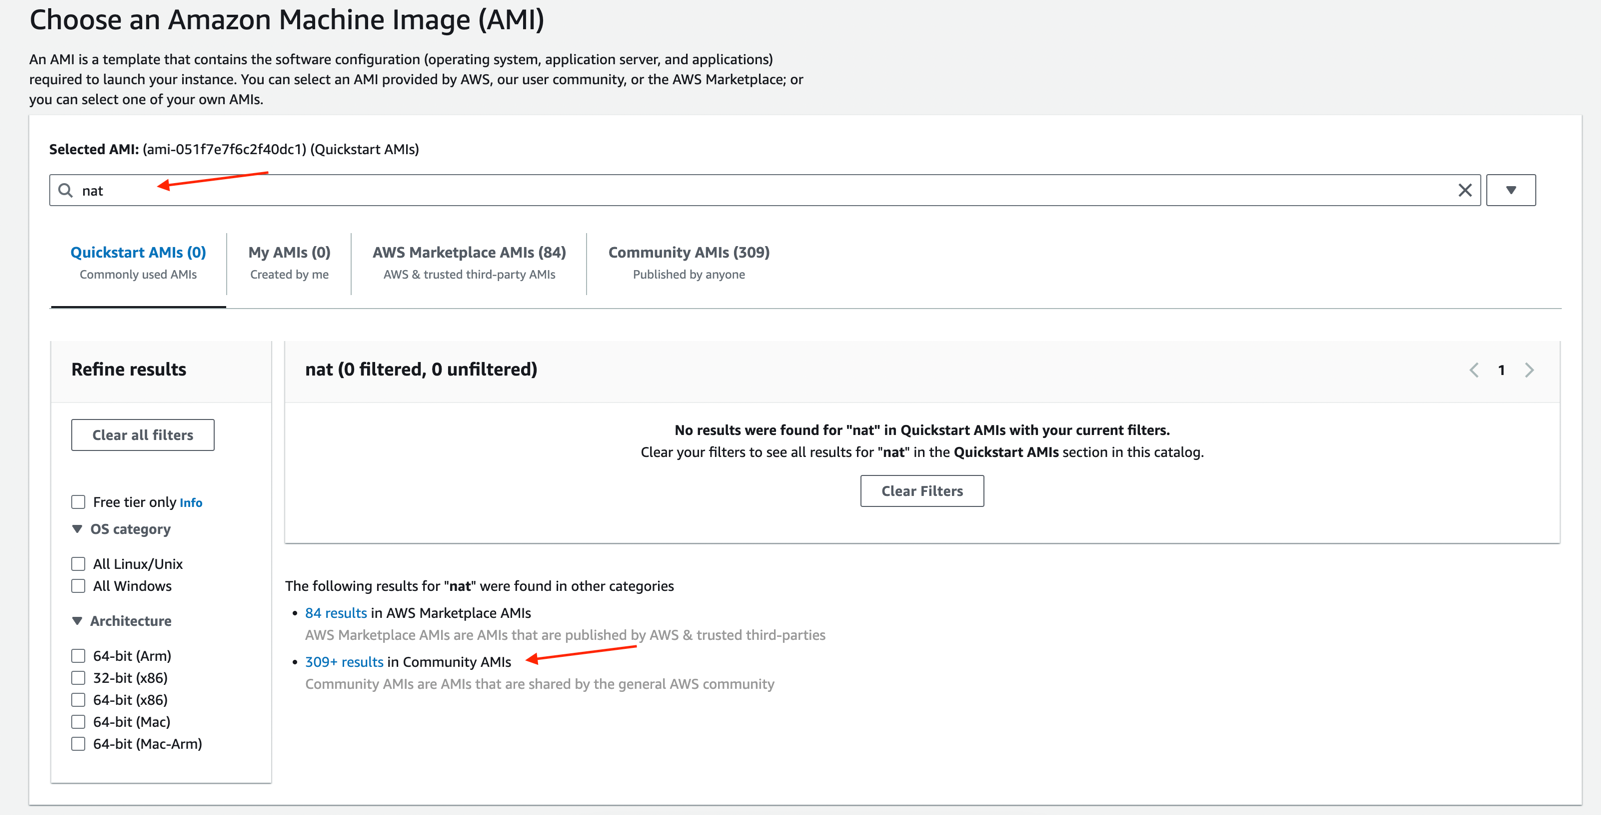 Choose an Amazon Machine Image (AMI)
An AMI is a template that contains the software configuration (operating system, application server, and applications)
required to launch your instance. You can select an AMI provided by AWS, our user community, or the AWS Marketplace; or
you can select one of your own AMIs.
Selected AMI: (ami-051f7e7f6c2f40dc1) (Quickstart AMIs)
nat
Quickstart AMIs (0)
Commonly used AMIs
My AMIs (0)
Created by me
AWS Marketplace AMIs (84)
AWS & trusted third-party AMIs
Community AMIs (309)
Published by anyone
Refine results
Clear all filters
Free tier only Info
OS category
All Linux/Unix
All Windows
Architecture
64-bit (Arm)
32-bit (x86)
64-bit (x86)
64-bit (Mac)
64-bit (Mac-Arm)
nat (0 filtered, 0 unfiltered)
1
No results were found for "nat" in Quickstart AMIs with your current filters.
Clear your filters to see all results for "nat" in the Quickstart AMIs section in this catalog.
Clear Filters
The following results for "nat" were found in other categories
• 84 results in AWS Marketplace AMIs
AWS Marketplace AMIs are AMIs that are published by AWS & trusted third-parties
• 309+ results in Community AMIs
Community AMIs are AMIs that are shared by the general AWS community